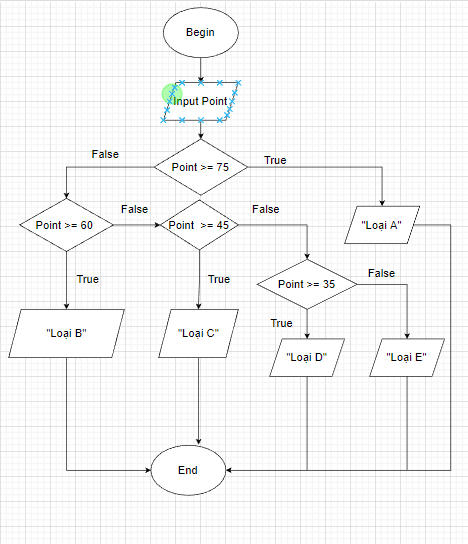 Begin
Input Point
Point >= 75
False
True
Point >= 60
False
Point >= 45
False
"Loại A"
True
True
Point >= 35
False
True
"Loại B"
"Loại C"
"Loại D"
"Loại E"
End